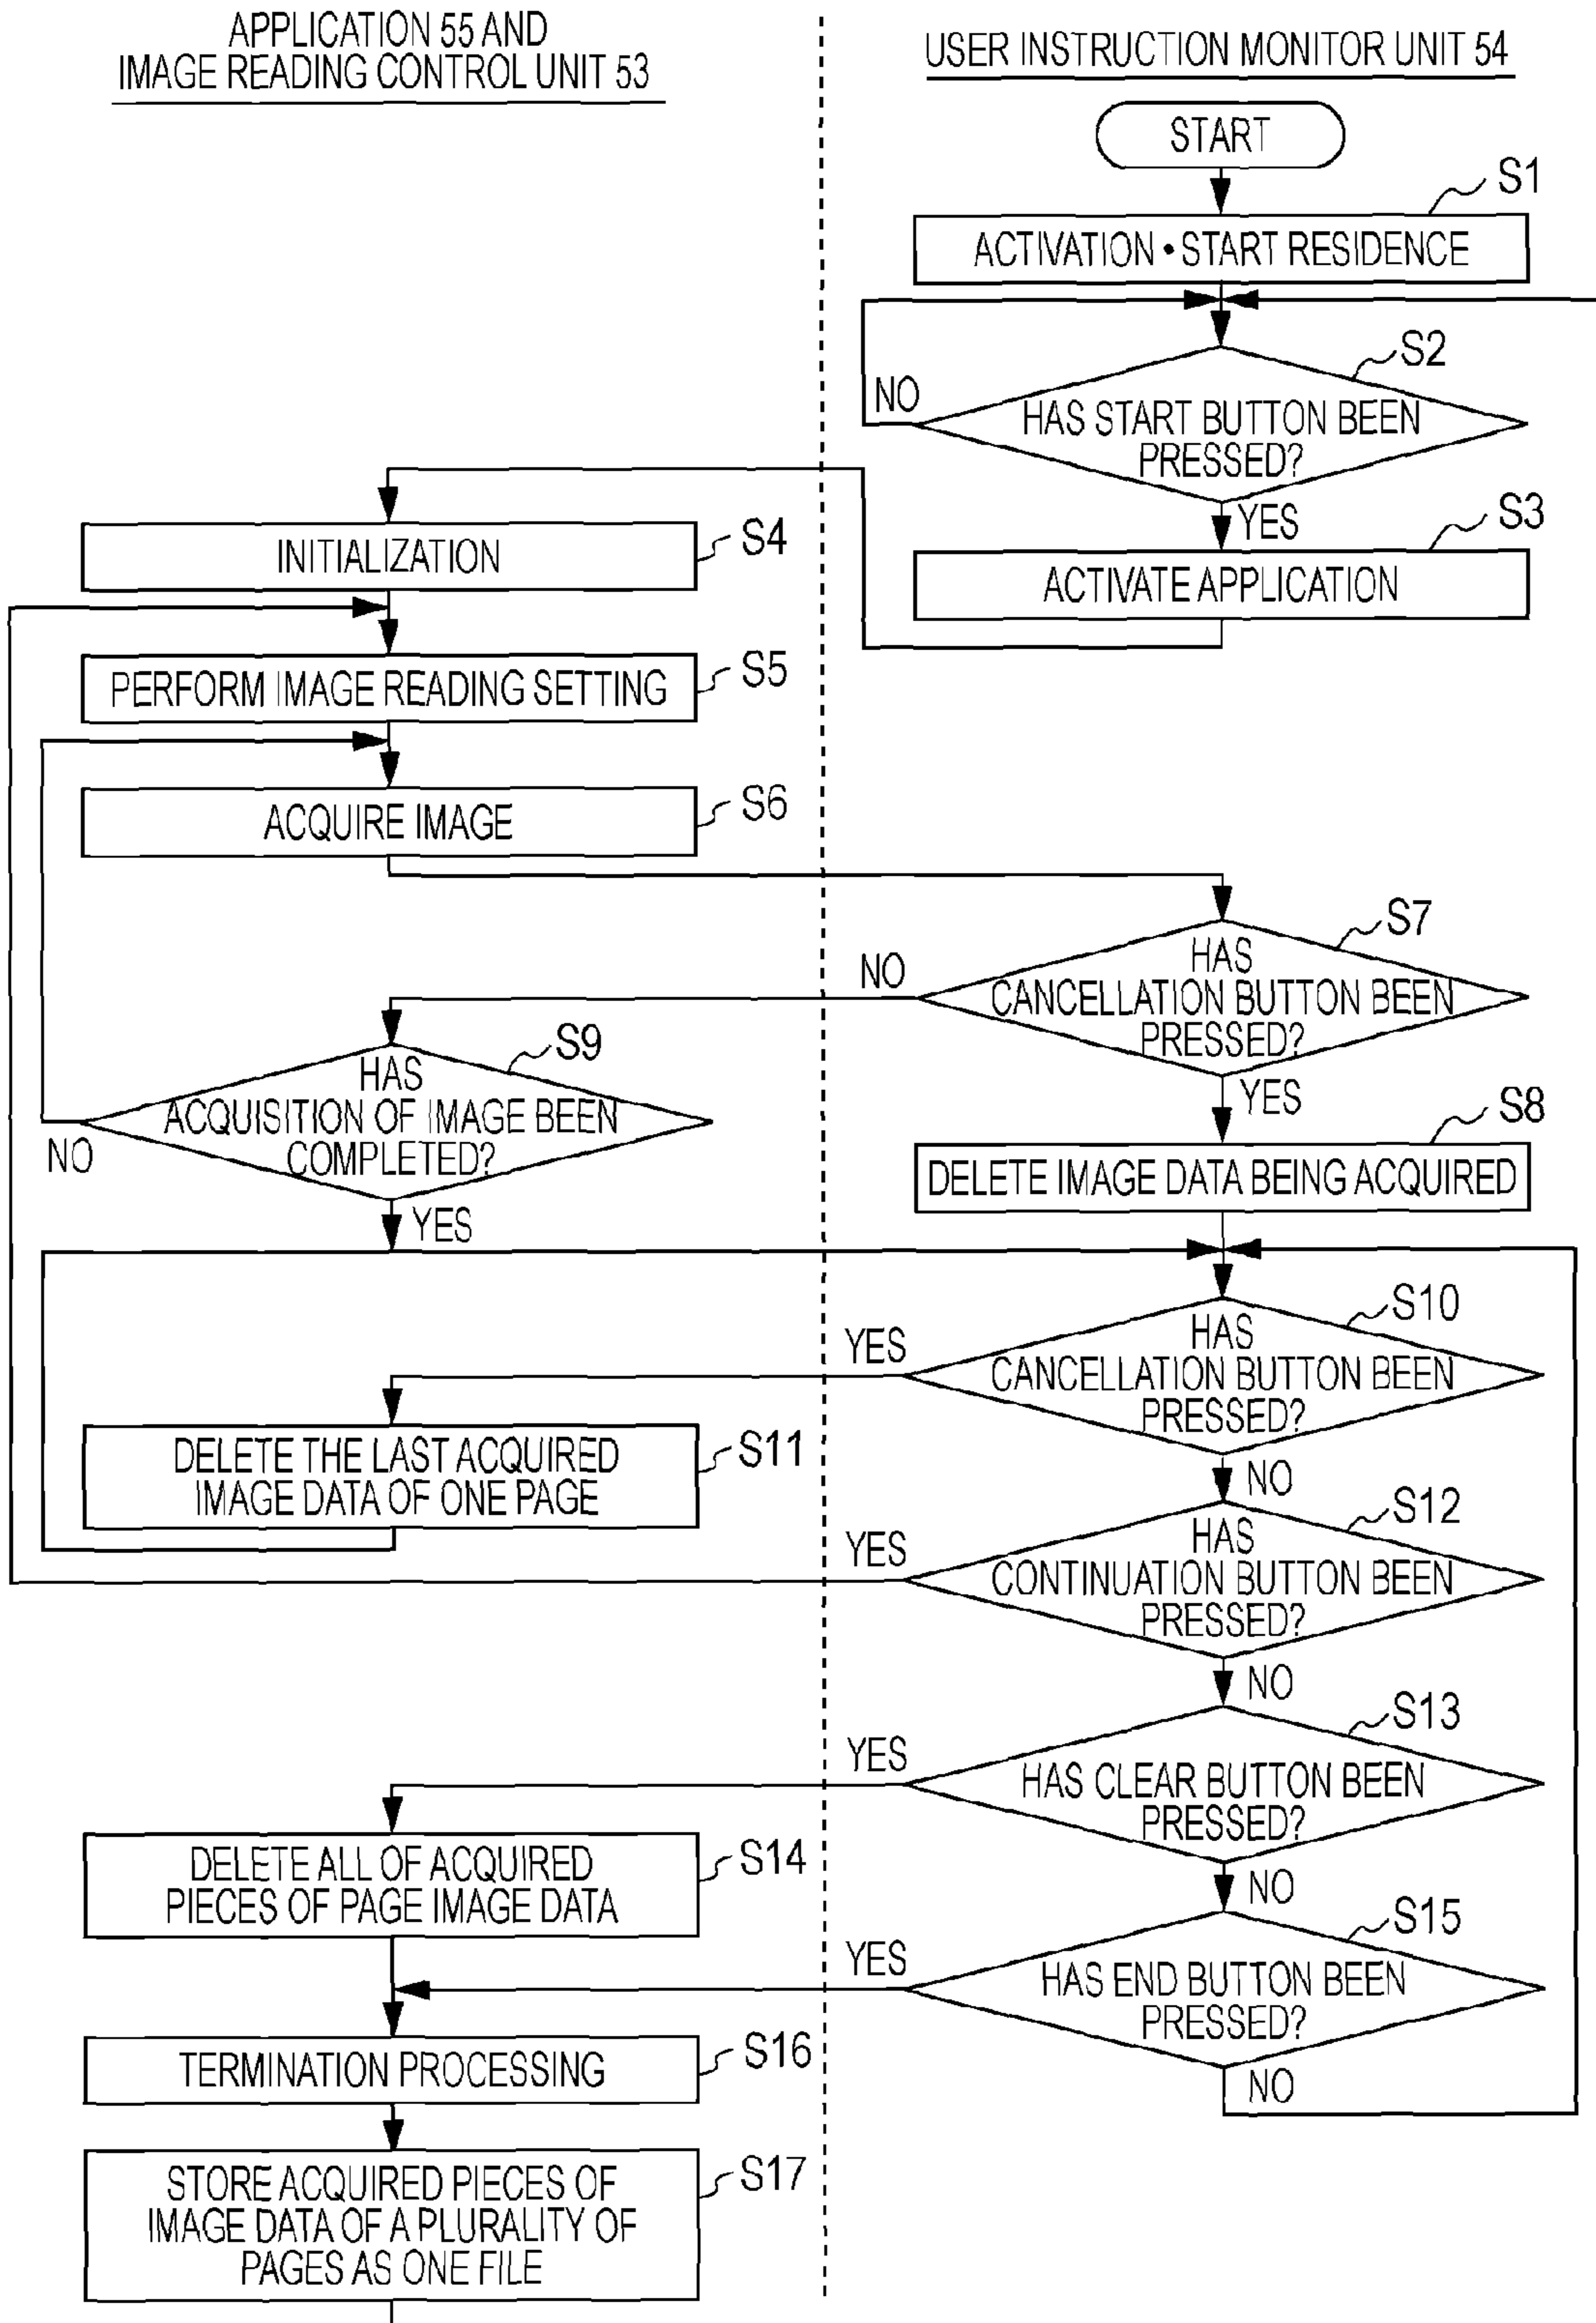 APPLICATION 55 AND
IMAGE READING CONTROL UNIT 53
USER INSTRUCTION MONITOR UNIT 54
START
S1
ACTIVATION • START RESIDENCE
S2
NO
HAS START BUTTON BEEN
PRESSED?
YES
S3
ACTIVATE APPLICATION
S4
INITIALIZATION
S5
PERFORM IMAGE READING SETTING
S6
ACQUIRE IMAGE
S7
NO
HAS
CANCELLATION BUTTON BEEN
PRESSED?
YES
S8
DELETE IMAGE DATA BEING ACQUIRED
S9
HAS
ACQUISITION OF IMAGE BEEN
COMPLETED?
NO
YES
S10
YES
HAS
CANCELLATION BUTTON BEEN
PRESSED?
NO
S11
DELETE THE LAST ACQUIRED
IMAGE DATA OF ONE PAGE
S12
YES
HAS
CONTINUATION BUTTON BEEN
PRESSED?
NO
S13
YES
HAS CLEAR BUTTON BEEN
PRESSED?
NO
S14
DELETE ALL OF ACQUIRED
PIECES OF PAGE IMAGE DATA
S15
YES
HAS END BUTTON BEEN
PRESSED?
NO
S16
TERMINATION PROCESSING
S17
STORE ACQUIRED PIECES OF
IMAGE DATA OF A PLURALITY OF
PAGES AS ONE FILE